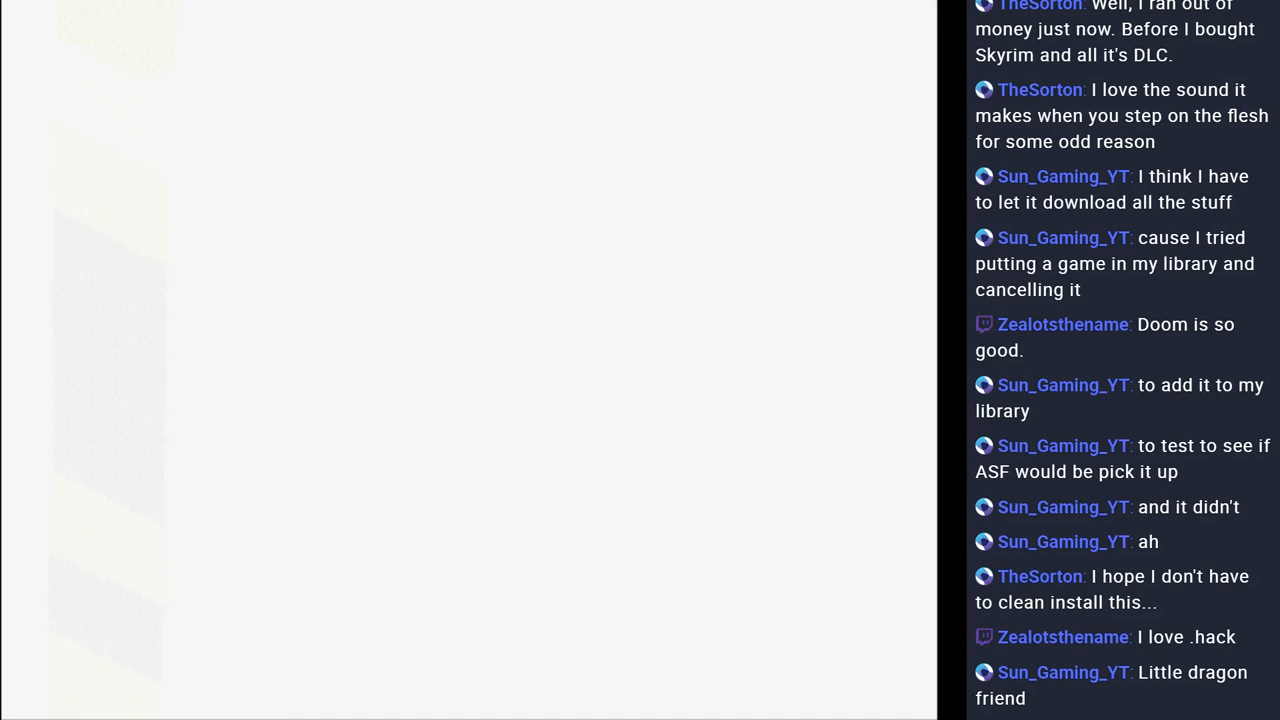 TheSorton: Well, I ran out of
money just now. Before I bought
Skyrim and all it's DLC.
TheSorton: I love the sound it
makes when you step on the flesh
for some odd reason
Sun_Gaming_YT: I think I have
to let it download all the stuff
Sun_Gaming_YT: cause I tried
putting a game in my library and
cancelling it
Zealotsthename: Doom is so
good.
Sun_Gaming_YT: to add it to my
library
Sun_Gaming_YT: to test to see if
ASF would be pick it up
Sun_Gaming_YT: and it didn't
Sun_Gaming_YT: ah
TheSorton: I hope I don't have
to clean install this...
Zealotsthename: I love .hack
Sun_Gaming_YT: Little dragon
friend